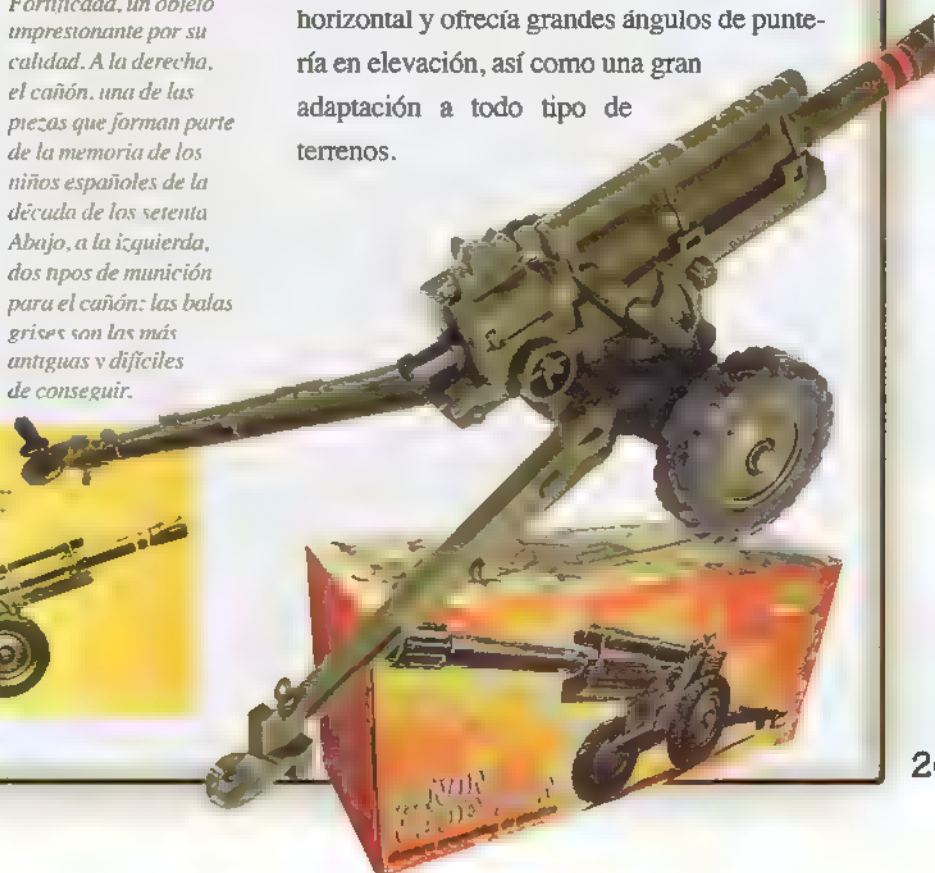 Fortificada, un objeto
impresionante por su
calidad. A la derecha,
el cañón, una de las
piezas que forman parte
de la memoria de los
niños españoles de la
década de los setenta
Abajo, a la izquierda,
dos tipos de munición
para el cañón: las balas
grises son las más
antiguas y difíciles
de conseguir.
horizontal y ofrecía grandes ángulos de punte-
ría en elevación, así como una gran
adaptación a todo tipo de
terrenos.